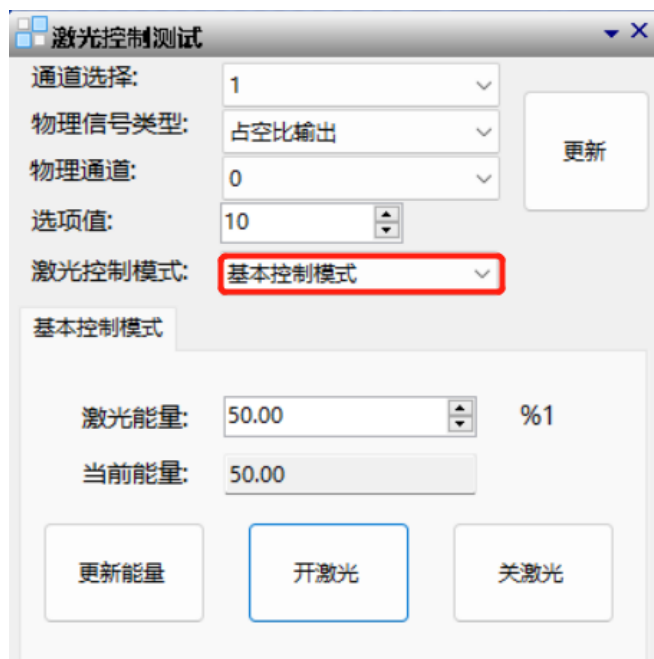 激光控制测试
通道选择: 1
物理信号类型: 占空比输出
更新
物理通道: 0
选项值: 10
激光控制模式: 基本控制模式
基本控制模式
激光能量: 50.00 %1
当前能量: 50.00
更新能量 开激光 关激光